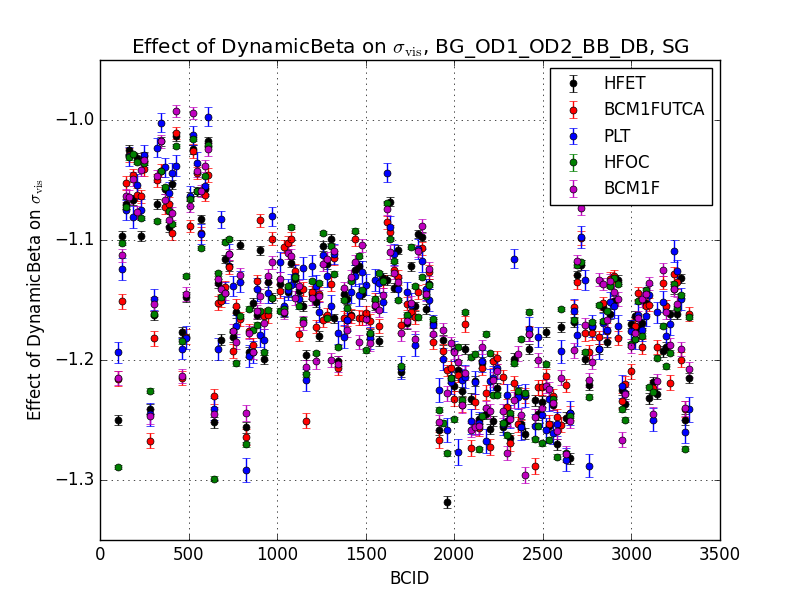 Effect of DynamicBeta on σvis, BG_OD1_OD2_BB_DB, SG
HFET
BCM1FUTCA
PLT
HFOC
BCM1F
Effect of DynamicBeta on σvis
−1.0
−1.1
−1.2
−1.3
0 500 1000 1500 2000 2500 3000 3500
BCID